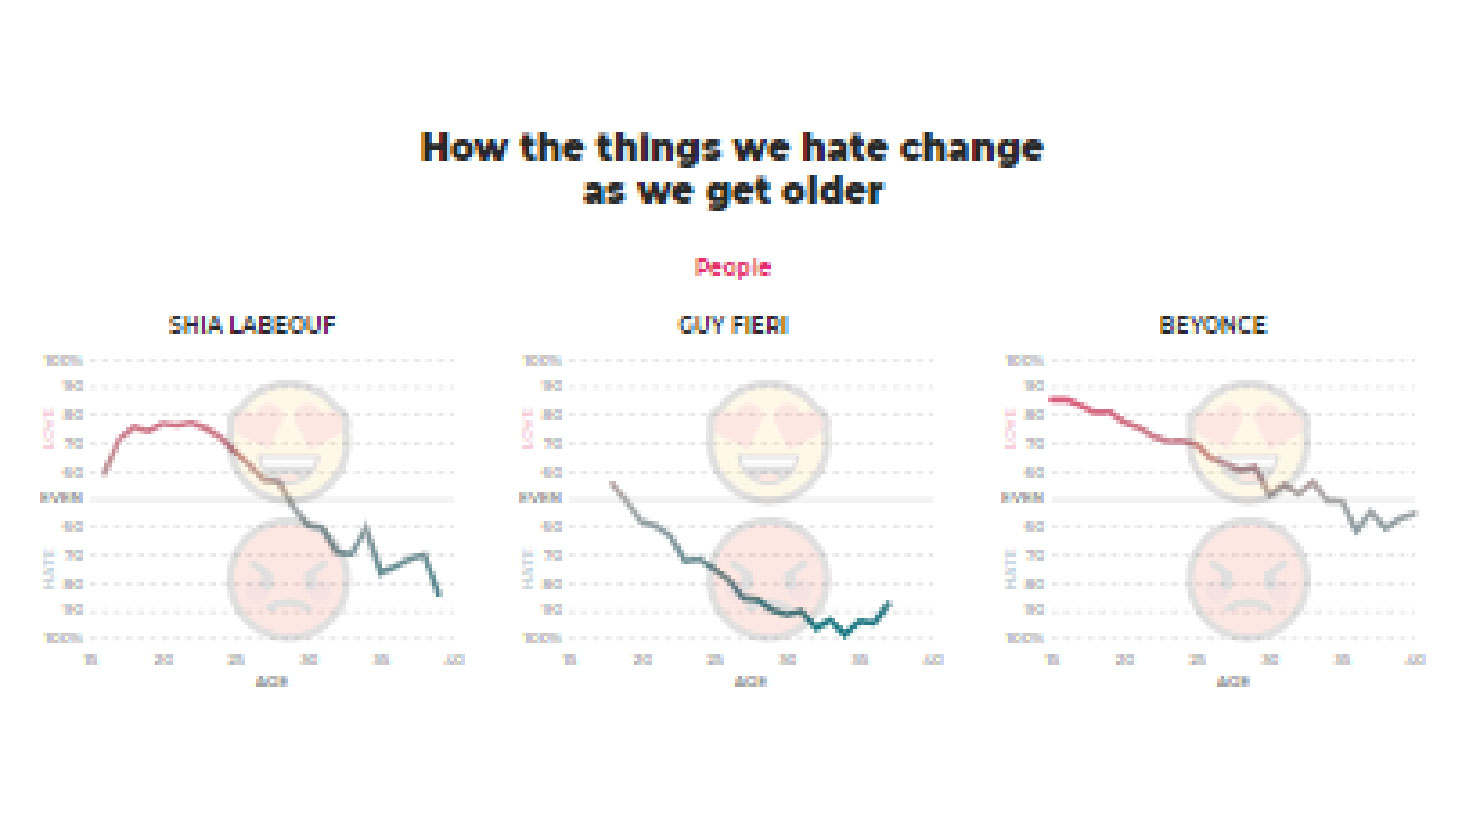 How the things we hate change
as we get older
People
SHIA LABEOUF
GUY FIERI
BEYONCE
100%
90
80
70
60
EVEN
60
70
80
90
100%
LOVE
HATE
15 20 25 30 35 40
AGE
100%
90
80
70
60
EVEN
60
70
80
90
100%
LOVE
HATE
15 20 25 30 35 40
AGE
100%
90
80
70
60
EVEN
60
70
80
90
100%
LOVE
HATE
15 20 25 30 35 40
AGE